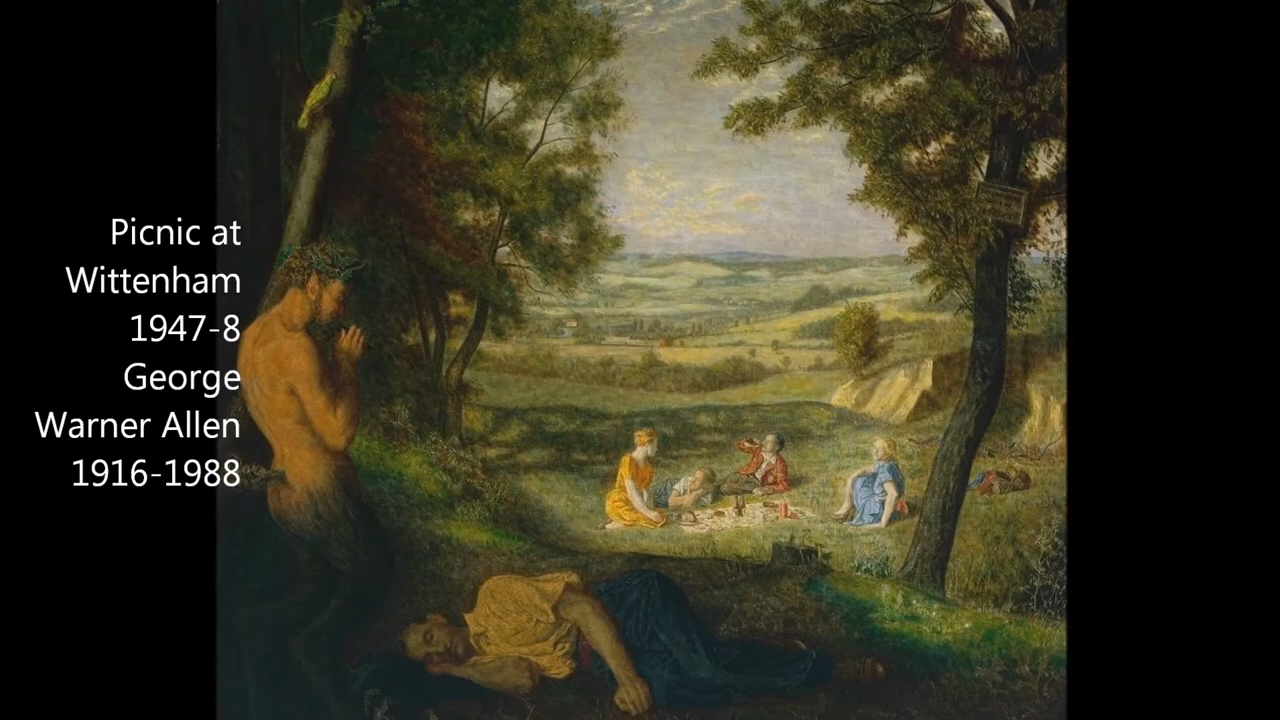 Picnic at
Wittenham
1947-8
George
Warner Allen
1916-1988